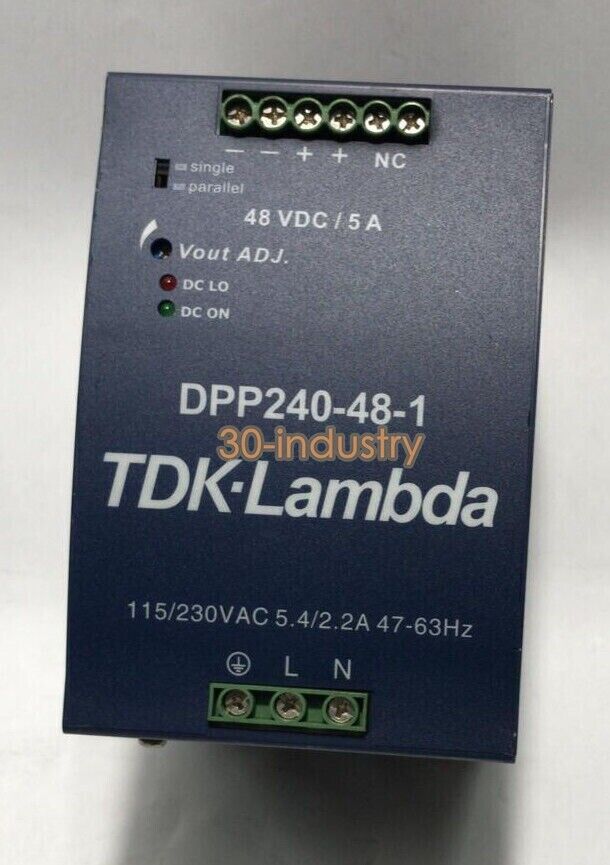 — — + + NC
single
parallel
48 VDC / 5 A
Vout ADJ.
DC LO
DC ON
DPP240-48-1
30-industry
TDK·Lambda
115/230VAC 5.4/2.2A 47-63Hz
L N